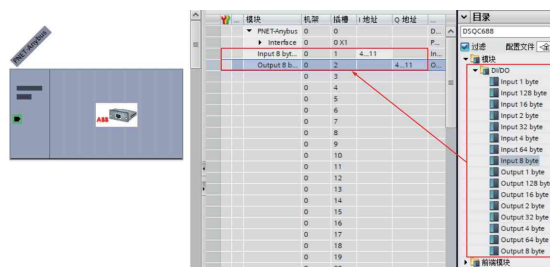 PNET-Anybus
ABB
... 模块 机架 插槽 I 地址 Q 地址 ...
PNET-Anybus 0 0 D...
Interface 0 0 X1 P...
Input 8 byt... 0 1 4...11 In...
Output 8 b... 0 2 4...11 O...
0 3
0 4
0 5
0 6
0 7
0 8
0 9
0 10
0 11
0 12
0 13
0 14
0 15
0 16
0 17
0 18
0 19
目录
DSQC688
过滤 配置文件 <全
模块
DI/DO
Input 1 byte
Input 128 byte
Input 16 byte
Input 2 byte
Input 32 byte
Input 4 byte
Input 64 byte
Input 8 byte
Output 1 byte
Output 128 byte
Output 16 byte
Output 2 byte
Output 32 byte
Output 4 byte
Output 64 byte
Output 8 byte
前端模块